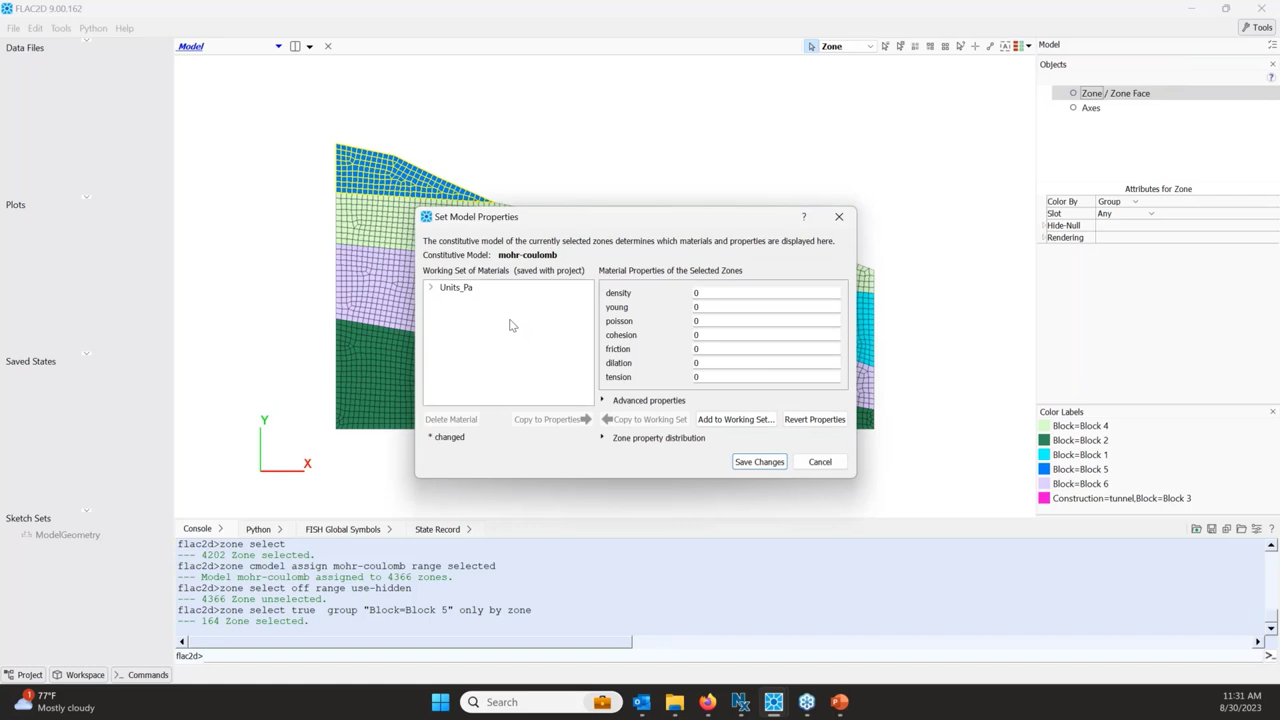 FLAC2D 9.00.162
File Edit Tools Python Help
Tools
Data Files
Model
Zone
Model
Objects
Zone / Zone Face
Axes
Plots
Attributes for Zone
Color By Group
Slot Any
Hide-Null
Rendering
Set Model Properties
The constitutive model of the currently selected zones determines which materials and properties are displayed here.
Constitutive Model: mohr-coulomb
Working Set of Materials (saved with project)
Material Properties of the Selected Zones
Units_Pa
density 0
young 0
poisson 0
cohesion 0
friction 0
dilation 0
tension 0
Advanced properties
Delete Material
Copy to Properties
Copy to Working Set
Add to Working Set...
Revert Properties
* changed
Zone property distribution
Save Changes
Cancel
Saved States
Y
X
Color Labels
Block=Block 4
Block=Block 2
Block=Block 1
Block=Block 5
Block=Block 6
Construction=tunnel,Block=Block 3
Sketch Sets
ModelGeometry
Console
Python
FISH Global Symbols
State Record
flac2d>zone select
--- 4202 Zone selected.
flac2d>zone cmodel assign mohr-coulomb range selected
--- Model mohr-coulomb assigned to 4366 zones.
flac2d>zone select off range use-hidden
--- 4366 Zone unselected.
flac2d>zone select true  group "Block=Block 5" only by zone
--- 164 Zone selected.
flac2d>
Project
Workspace
Commands
1
77°F
Mostly cloudy
Search
11:31 AM
8/30/2023